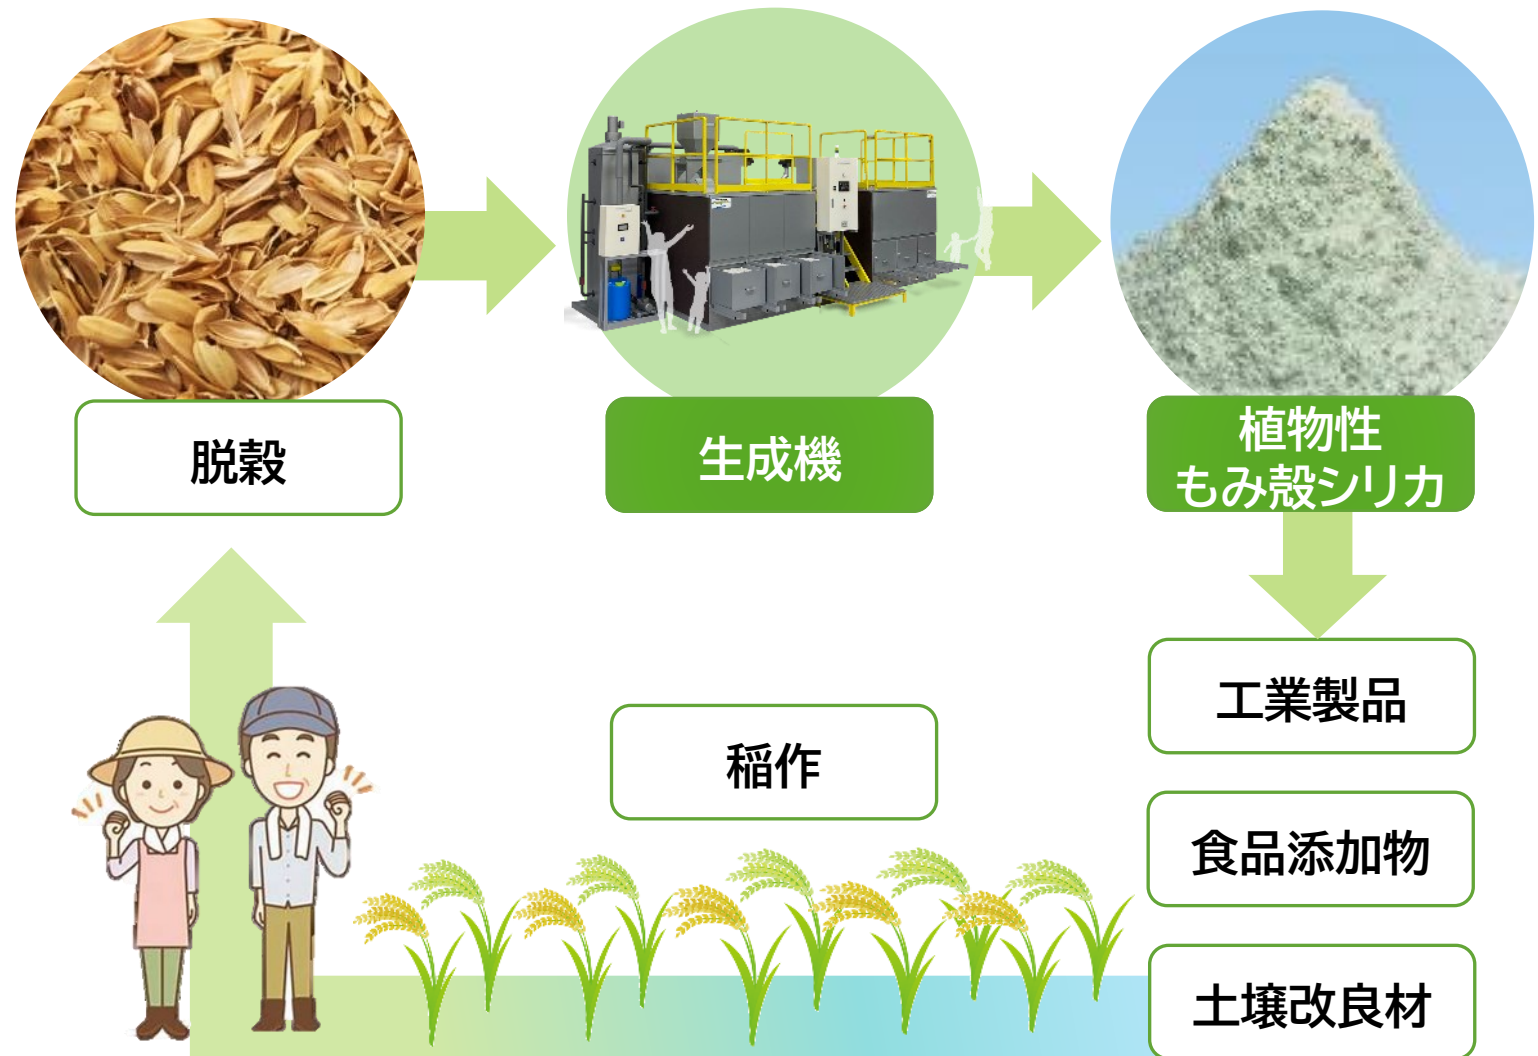 脱穀
生成機
植物性
もみ殻シリカ
工業製品
稲作
食品添加物
土壌改良材